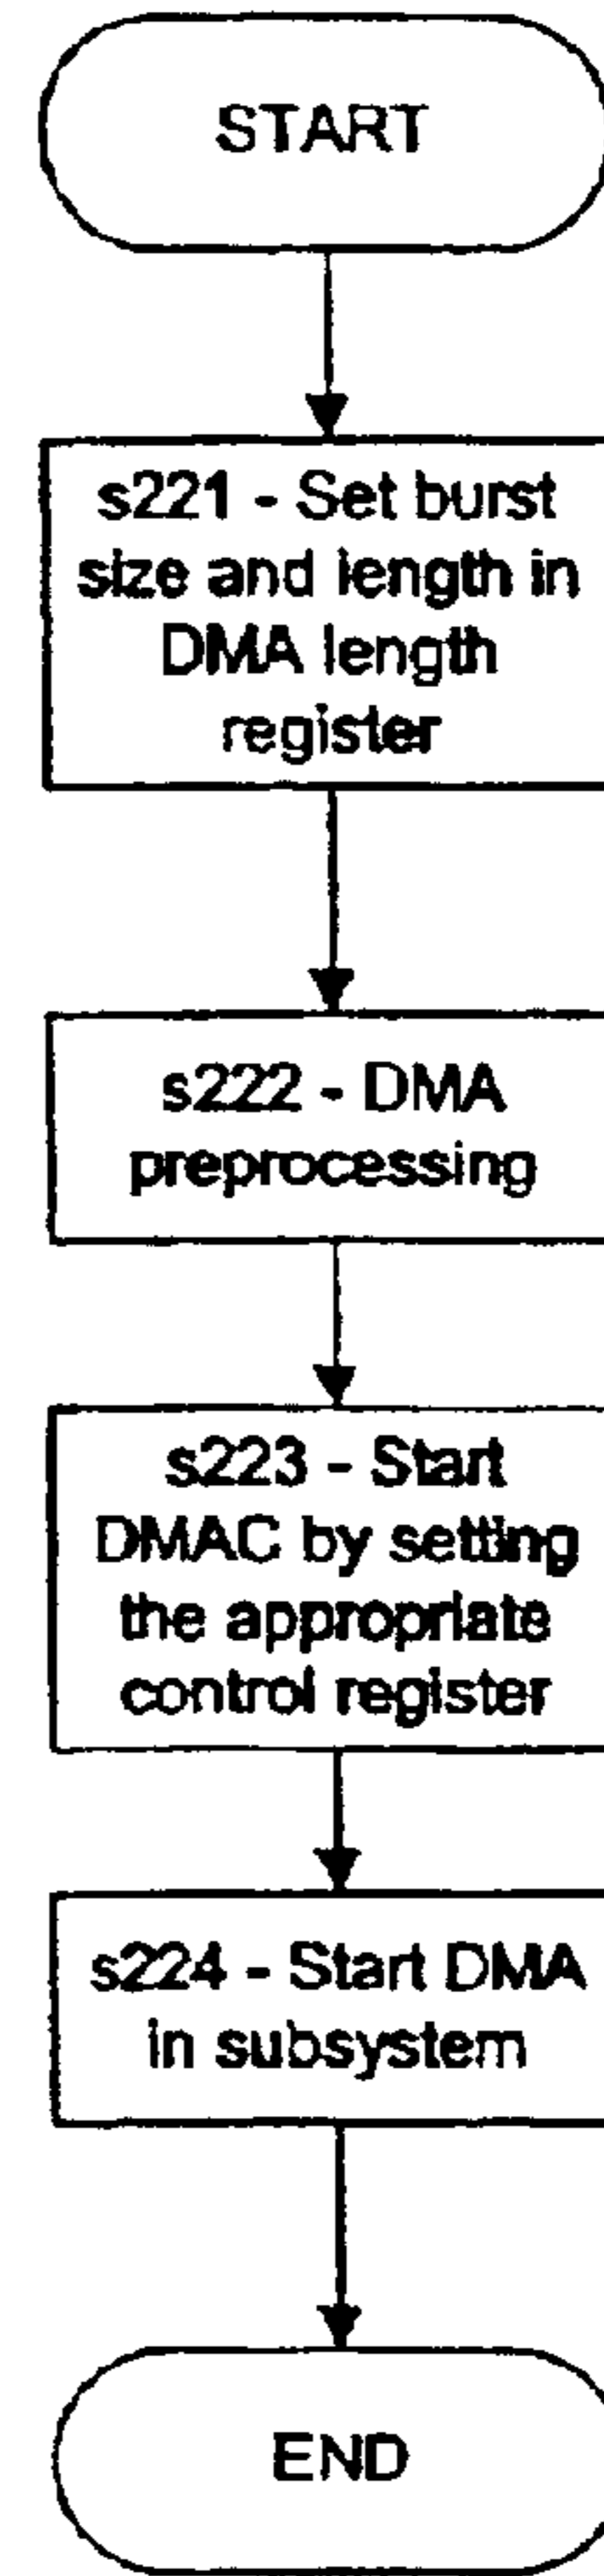 START
s221 - Set burst
size and length in
DMA length
register
s222 - DMA
preprocessing
s223 - Start
DMAC by setting
the appropriate
control register
s224 - Start DMA
in subsystem
END